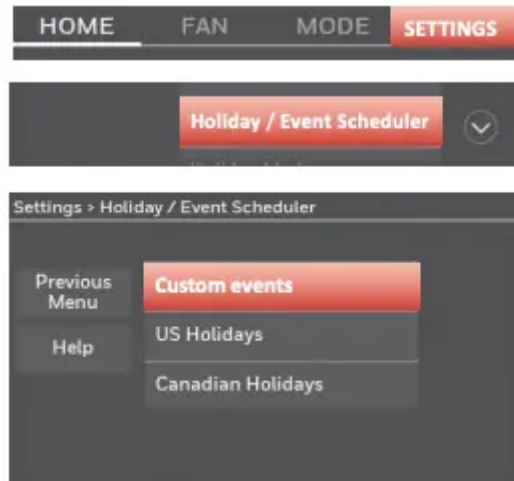 HOME FAN MODE SETTINGS
Holiday / Event Scheduler
Settings > Holiday / Event Scheduler
Previous
Menu
Custom events
Help
US Holidays
Canadian Holidays